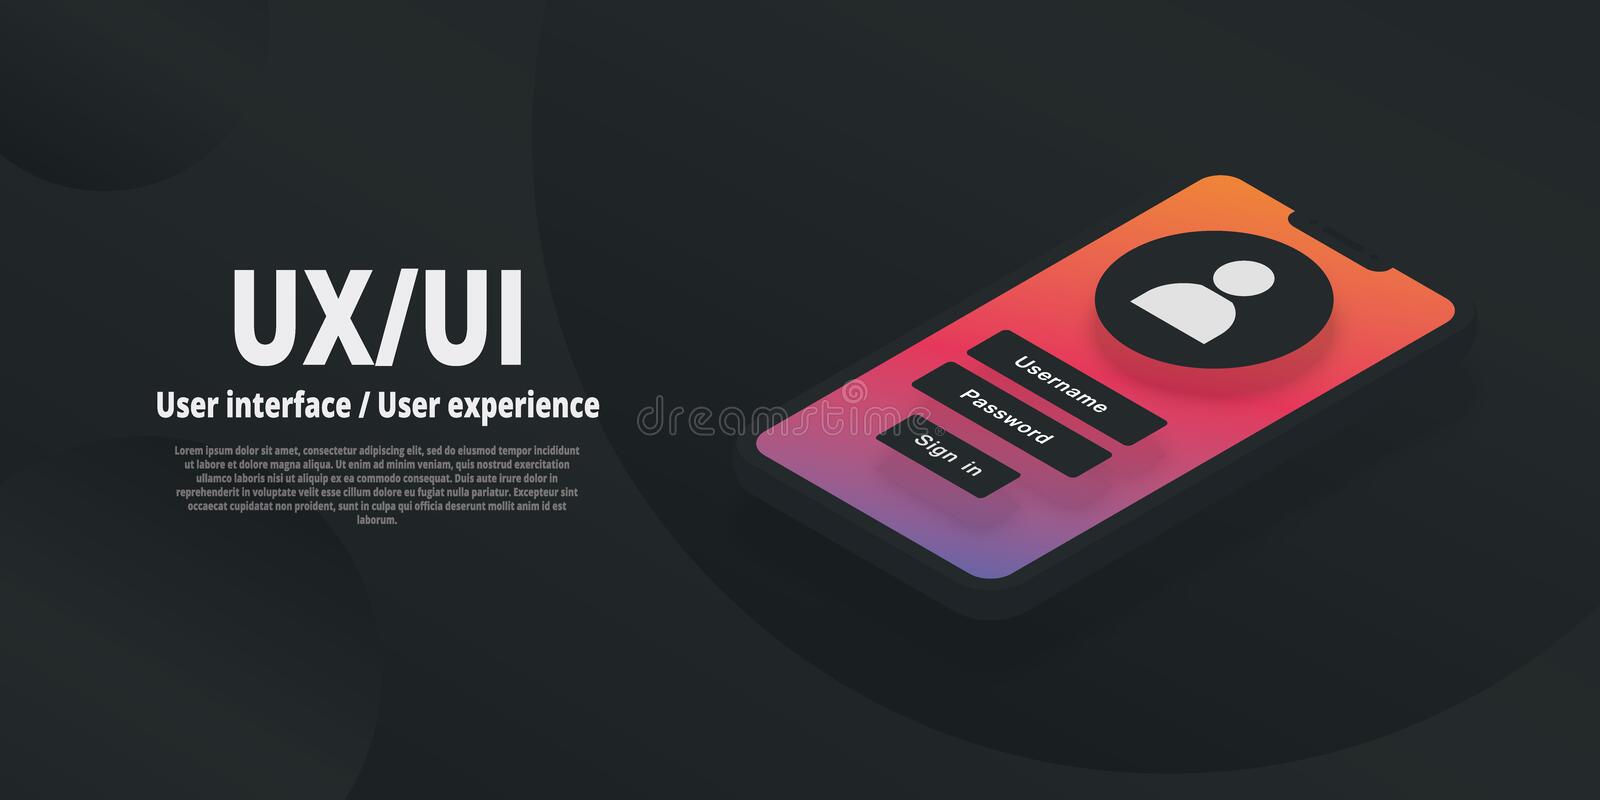 UX/UI
User interface / User experience
Lorem ipsum dolor sit amet, consectetur adipiscing elit, sed do eiusmod tempor incididunt
ut labore et dolore magna aliqua. Ut enim ad minim veniam, quis nostrud exercitation
ullamco laboris nisi ut aliquip ex ea commodo consequat. Duis aute irure dolor in
reprehenderit in voluptate velit esse cillum dolore eu fugiat nulla pariatur. Excepteur sint
occaecat cupidatat non proident, sunt in culpa qui officia deserunt mollit anim id est
laborum.
Username
Password
Sign in
dreamstime®